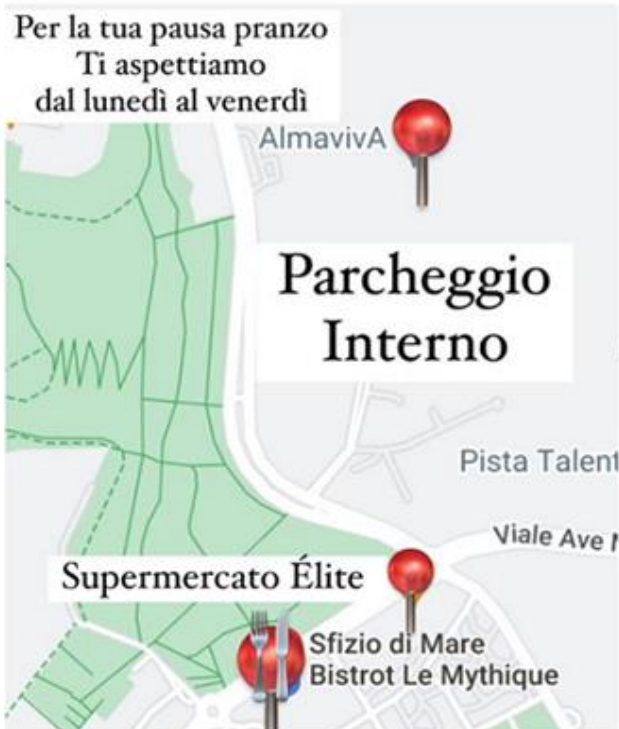 Per la tua pausa pranzo
Ti aspettiamo
dal lunedì al venerdì
AlmavivA
Parcheggio
Interno
Pista Talent
Viale Ave
Supermercato Élite
Sfizio di Mare
Bistrot Le Mythique